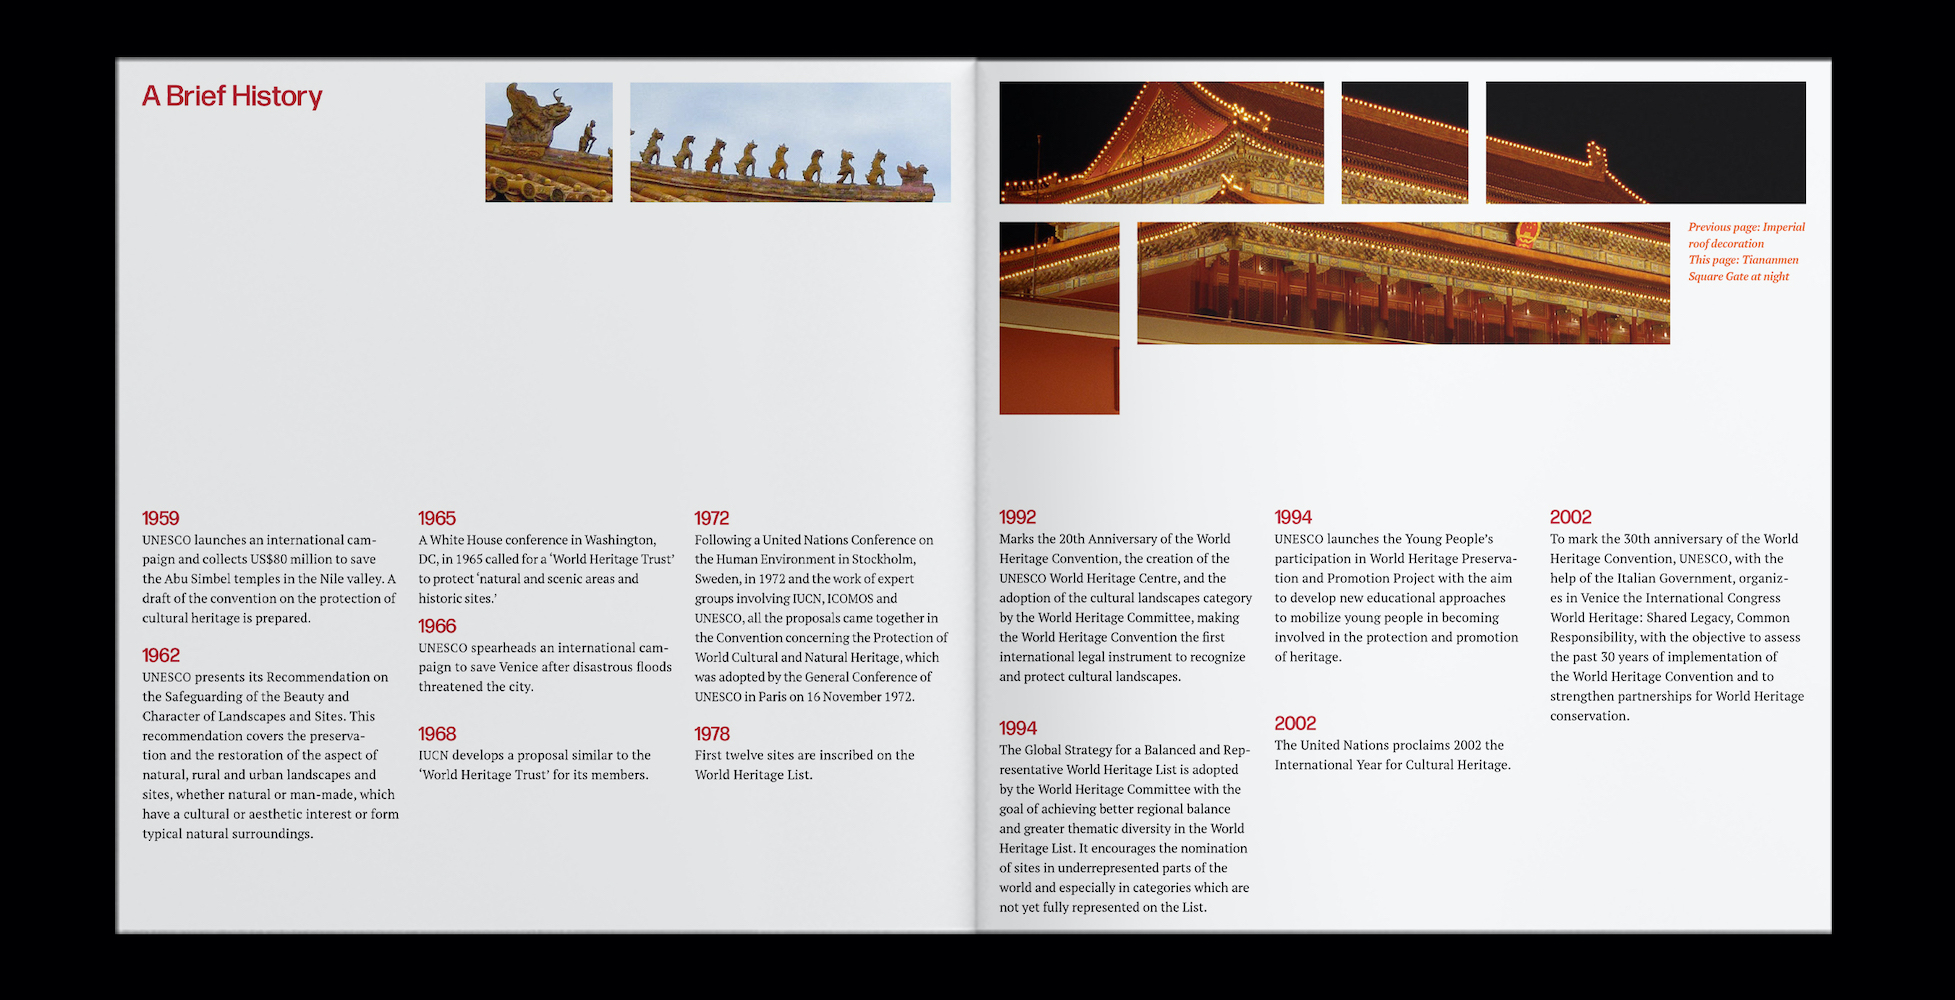 A Brief History
Previous page: Imperial
roof decoration
This page: Tiananmen
Square Gate at night
1959
UNESCO launches an international cam-
paign and collects US$80 million to save
the Abu Simbel temples in the Nile valley. A
draft of the convention on the protection of
cultural heritage is prepared.
1962
UNESCO presents its Recommendation on
the Safeguarding of the Beauty and
Character of Landscapes and Sites. This
recommendation covers the preserva-
tion and the restoration of the aspect of
natural, rural and urban landscapes and
sites, whether natural or man-made, which
have a cultural or aesthetic interest or form
typical natural surroundings.
1965
A White House conference in Washington,
DC, in 1965 called for a ‘World Heritage Trust’
to protect ‘natural and scenic areas and
historic sites.’
1966
UNESCO spearheads an international cam-
paign to save Venice after disastrous floods
threatened the city.
1968
IUCN develops a proposal similar to the
‘World Heritage Trust’ for its members.
1972
Following a United Nations Conference on
the Human Environment in Stockholm,
Sweden, in 1972 and the work of expert
groups involving IUCN, ICOMOS and
UNESCO, all the proposals came together in
the Convention concerning the Protection of
World Cultural and Natural Heritage, which
was adopted by the General Conference of
UNESCO in Paris on 16 November 1972.
1978
First twelve sites are inscribed on the
World Heritage List.
1992
Marks the 20th Anniversary of the World
Heritage Convention, the creation of the
UNESCO World Heritage Centre, and the
adoption of the cultural landscapes category
by the World Heritage Committee, making
the World Heritage Convention the first
international legal instrument to recognize
and protect cultural landscapes.
1994
The Global Strategy for a Balanced and Rep-
resentative World Heritage List is adopted
by the World Heritage Committee with the
goal of achieving better regional balance
and greater thematic diversity in the World
Heritage List. It encourages the nomination
of sites in underrepresented parts of the
world and especially in categories which are
not yet fully represented on the List.
1994
UNESCO launches the Young People’s
participation in World Heritage Preserva-
tion and Promotion Project with the aim
to develop new educational approaches
to mobilize young people in becoming
involved in the protection and promotion
of heritage.
2002
The United Nations proclaims 2002 the
International Year for Cultural Heritage.
2002
To mark the 30th anniversary of the World
Heritage Convention, UNESCO, with the
help of the Italian Government, organiz-
es in Venice the International Congress
World Heritage: Shared Legacy, Common
Responsibility, with the objective to assess
the past 30 years of implementation of
the World Heritage Convention and to
strengthen partnerships for World Heritage
conservation.